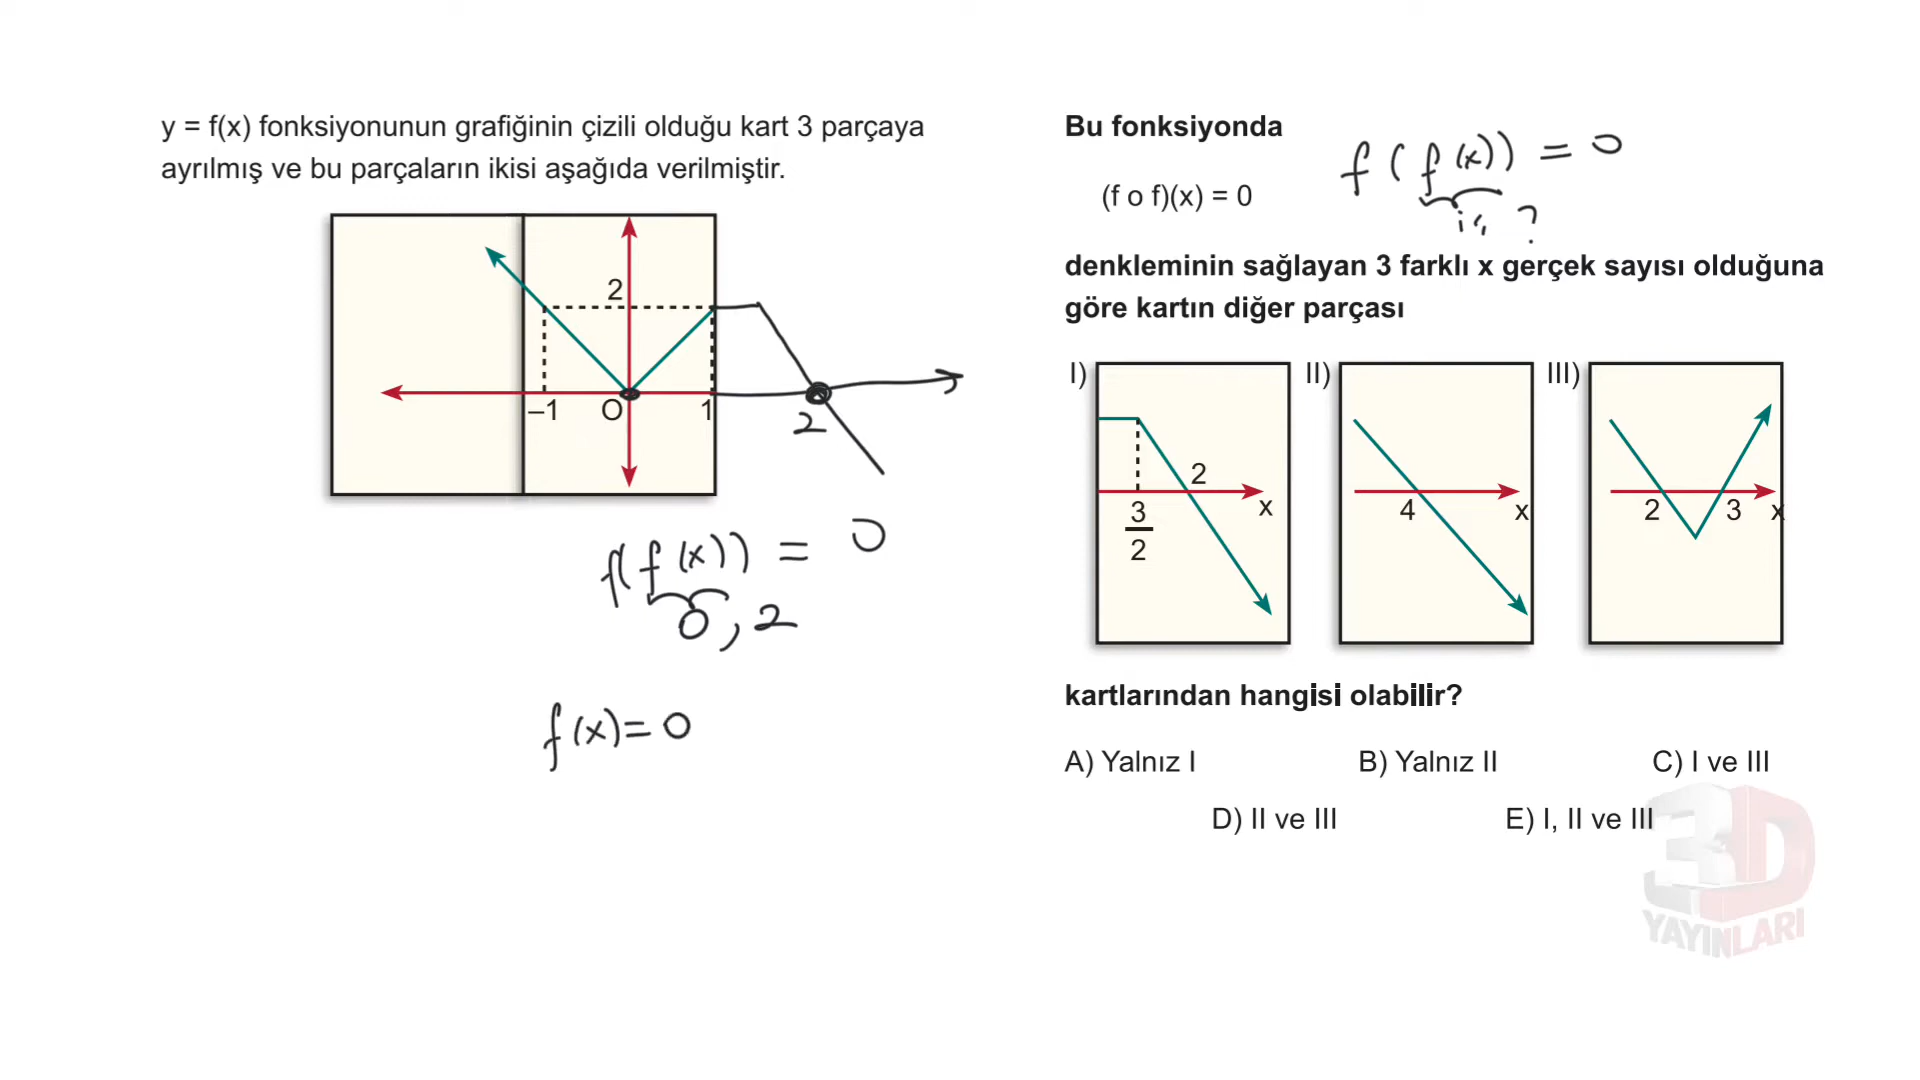 y = f(x) fonksiyonunun grafiğinin çizili olduğu kart 3 parçaya
ayrılmış ve bu parçaların ikisi aşağıda verilmiştir.
2
–1
O
1
2
f(f(x)) = 0
0, 2
f(x) = 0
Bu fonksiyonda
f(f(x)) = 0
(f o f)(x) = 0
iç ?
denkleminin sağlayan 3 farklı x gerçek sayısı olduğuna
göre kartın diğer parçası
I)
2
3
2
x
II)
4
x
III)
2
3
x
kartlarından hangisi olabilir?
A) Yalnız I
B) Yalnız II
C) I ve III
D) II ve III
E) I, II ve III
3D
YAYINLARI